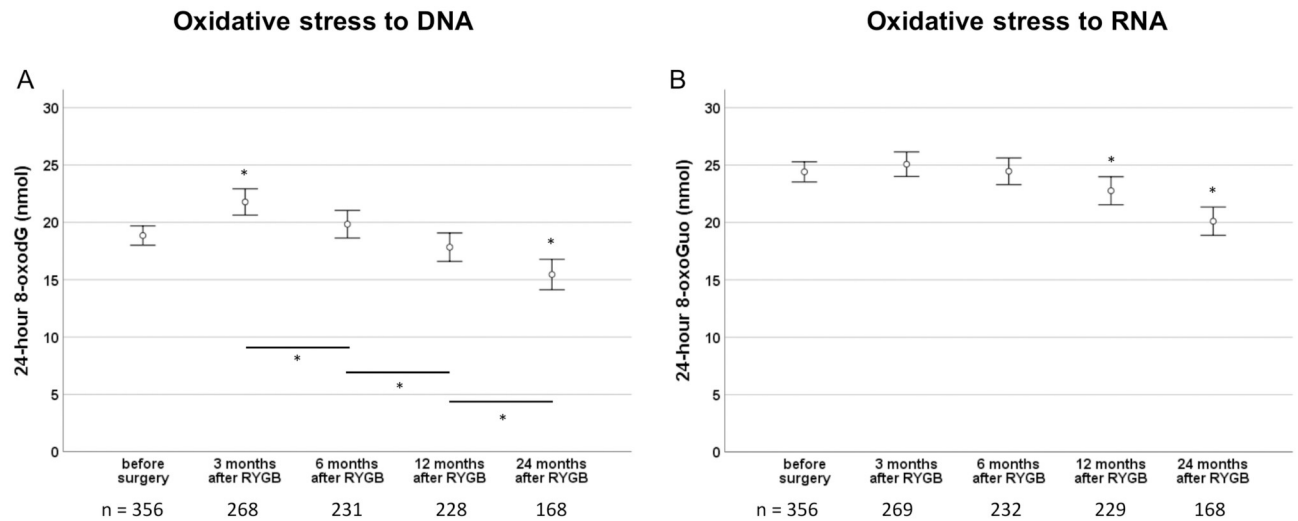 Oxidative stress to DNA
A
24-hour 8-oxodG (nmol)
30
25
20
15
10
5
0
*
*
*
*
*
before surgery
3 months after RYGB
6 months after RYGB
12 months after RYGB
24 months after RYGB
n = 356 268 231 228 168
Oxidative stress to RNA
B
24-hour 8-oxoGuo (nmol)
30
25
20
15
10
5
0
*
*
before surgery
3 months after RYGB
6 months after RYGB
12 months after RYGB
24 months after RYGB
n = 356 269 232 229 168